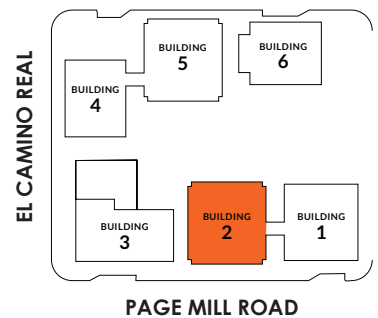 BUILDING
5
BUILDING
6
BUILDING
4
EL CAMINO REAL
BUILDING
3
BUILDING
2
BUILDING
1
PAGE MILL ROAD